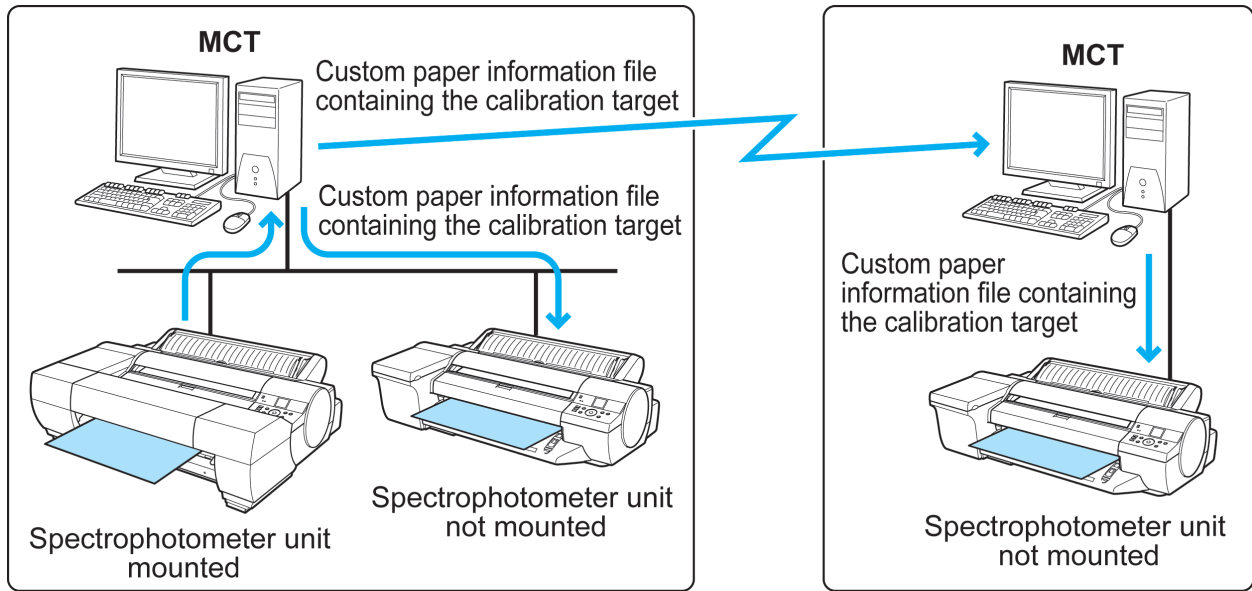 MCT
Custom paper information file
containing the calibration target
Custom paper information file
containing the calibration target
Spectrophotometer unit
mounted
Spectrophotometer unit
not mounted
MCT
Custom paper
information file containing
the calibration target
Spectrophotometer unit
not mounted